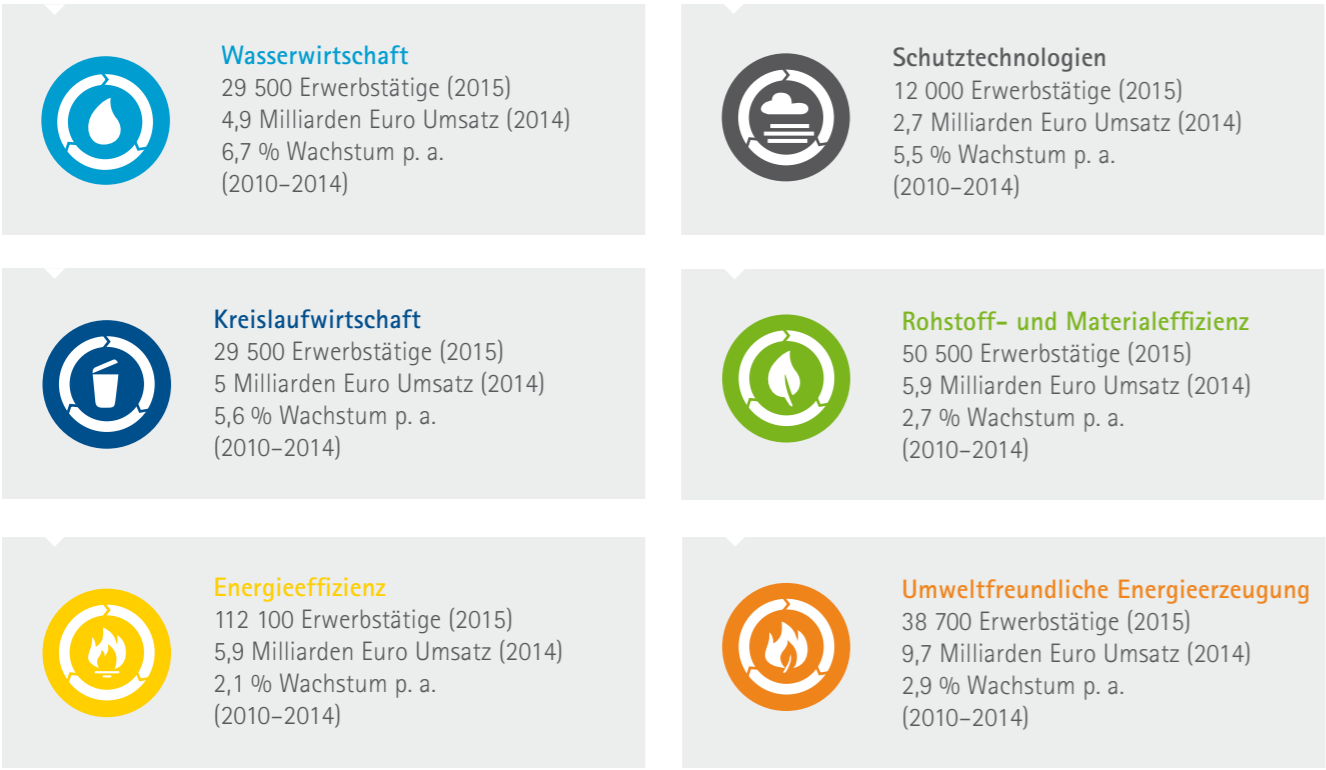 Wasserwirtschaft
29 500 Erwerbstätige (2015)
4,9 Milliarden Euro Umsatz (2014)
6,7 % Wachstum p. a.
(2010–2014)
Schutztechnologien
12 000 Erwerbstätige (2015)
2,7 Milliarden Euro Umsatz (2014)
5,5 % Wachstum p. a.
(2010–2014)
Kreislaufwirtschaft
29 500 Erwerbstätige (2015)
5 Milliarden Euro Umsatz (2014)
5,6 % Wachstum p. a.
(2010–2014)
Rohstoff- und Materialeffizienz
50 500 Erwerbstätige (2015)
5,9 Milliarden Euro Umsatz (2014)
2,7 % Wachstum p. a.
(2010–2014)
Energieeffizienz
112 100 Erwerbstätige (2015)
5,9 Milliarden Euro Umsatz (2014)
2,1 % Wachstum p. a.
(2010–2014)
Umweltfreundliche Energieerzeugung
38 700 Erwerbstätige (2015)
9,7 Milliarden Euro Umsatz (2014)
2,9 % Wachstum p. a.
(2010–2014)